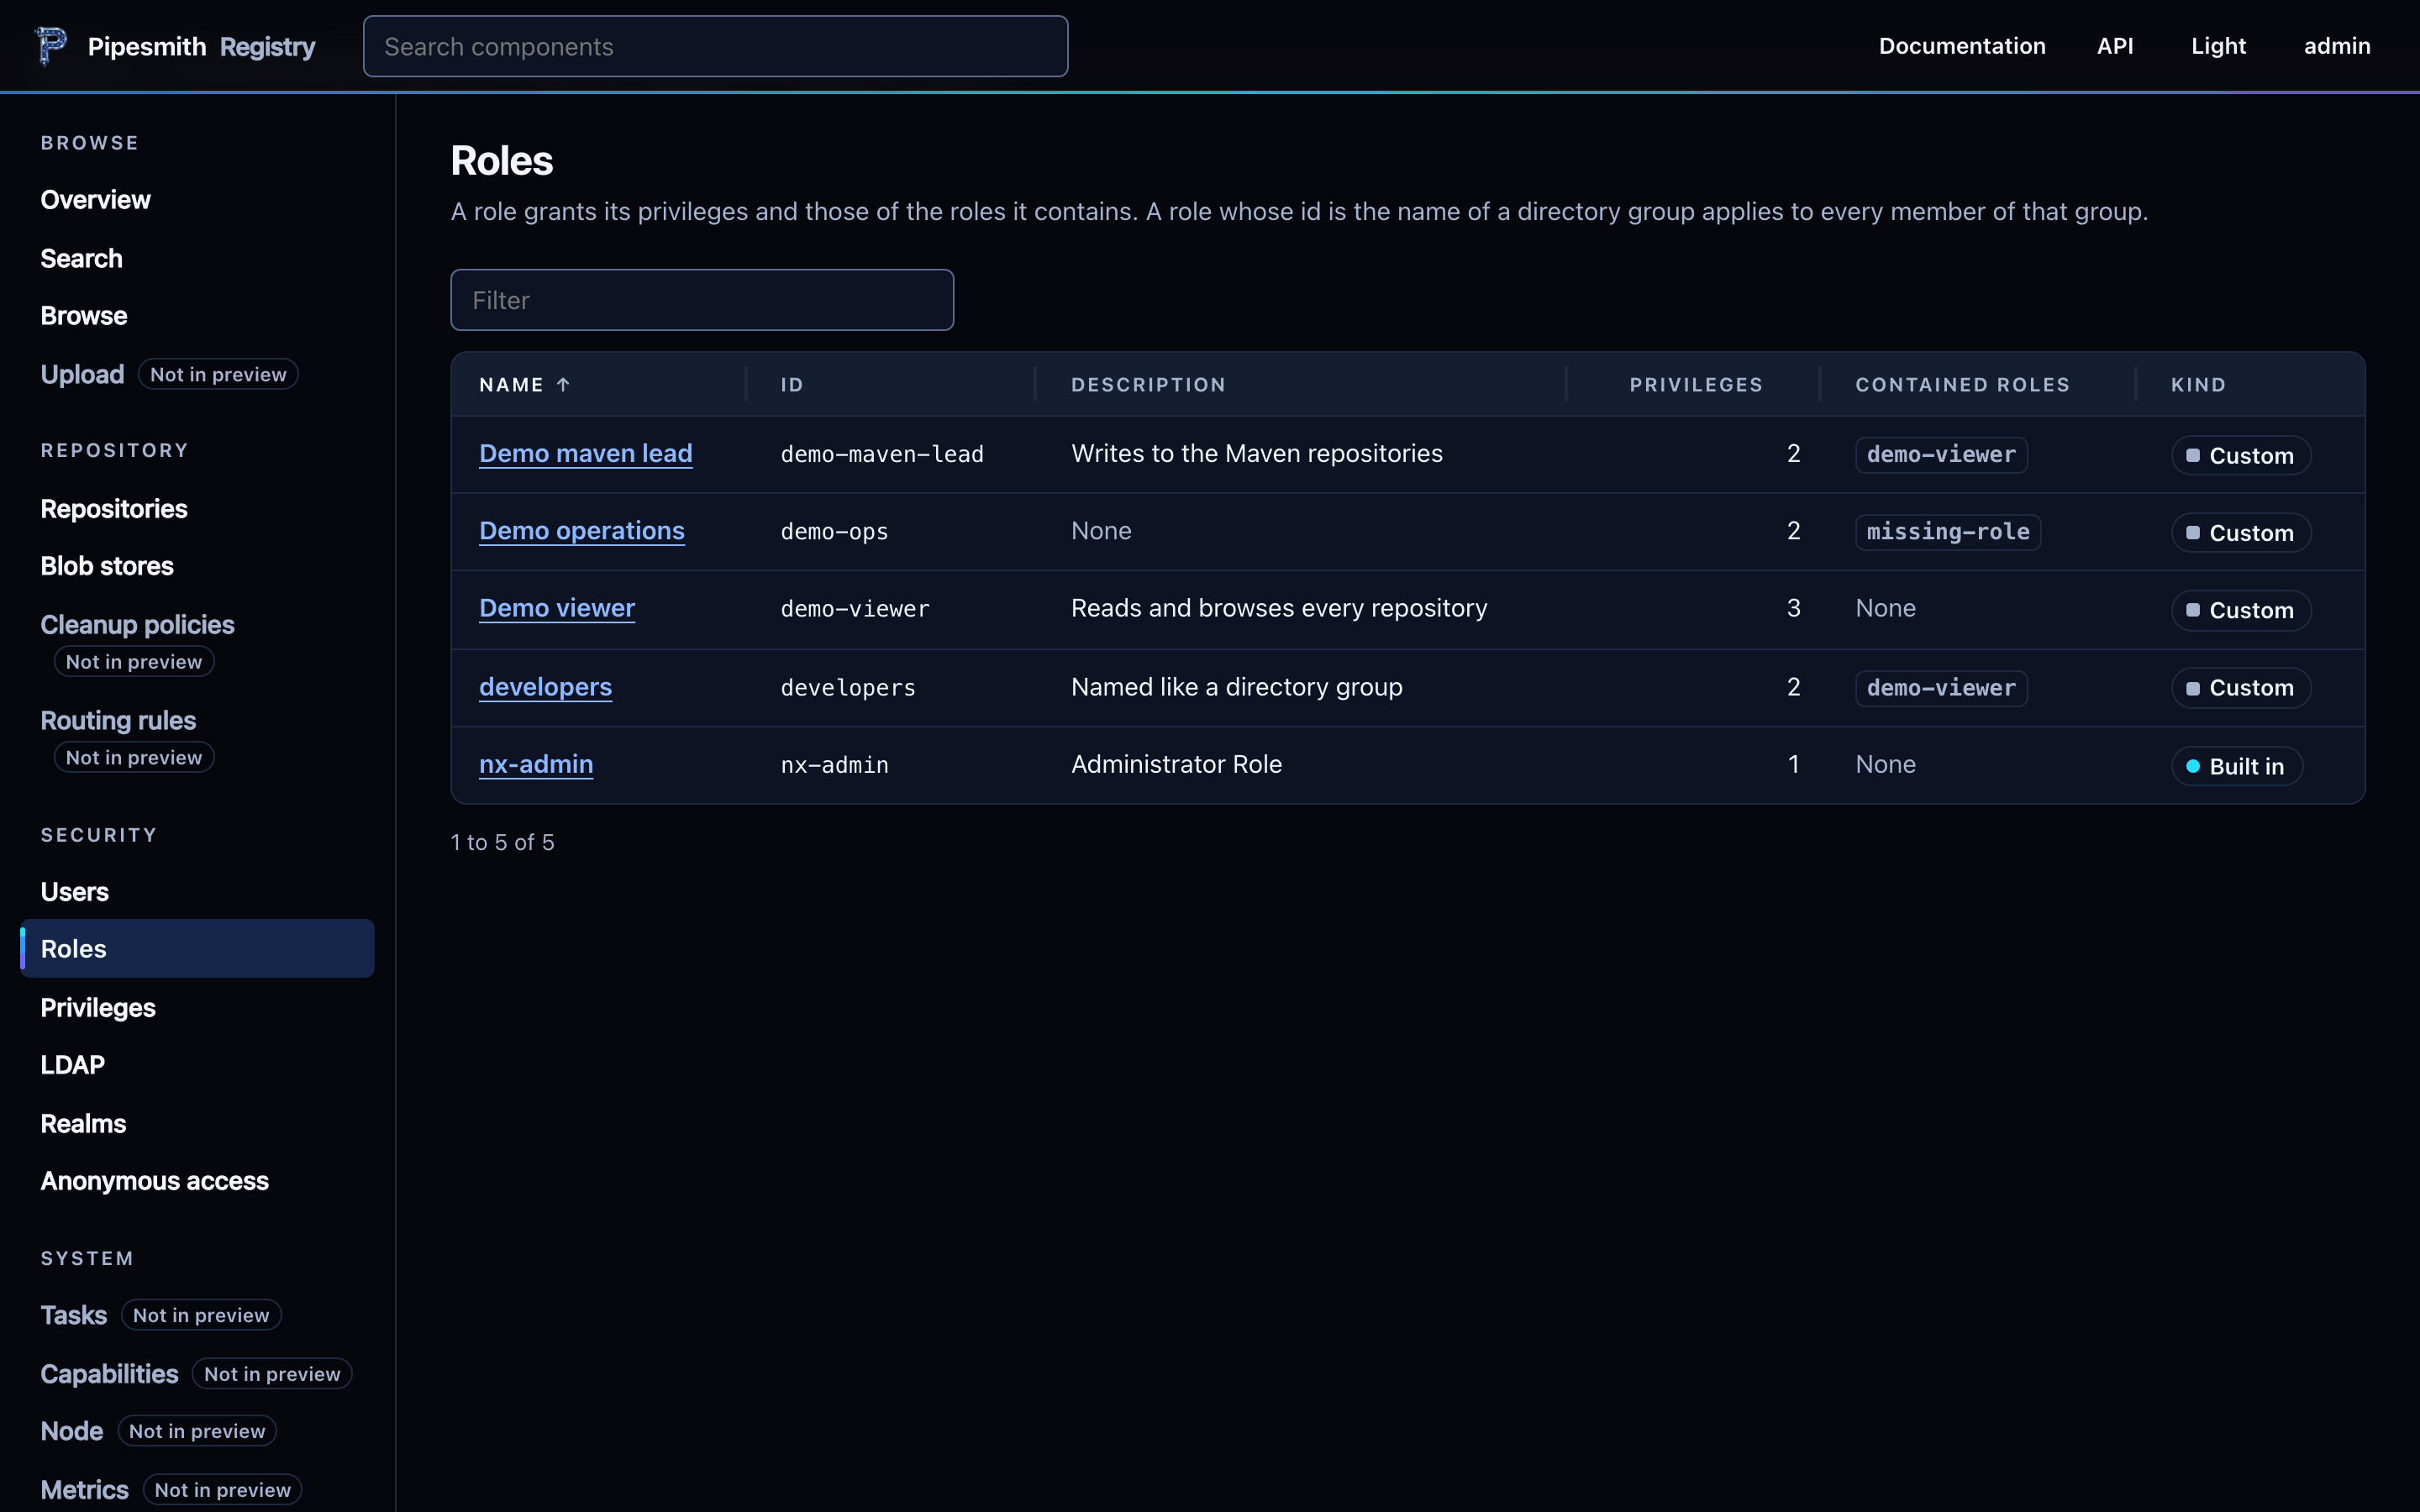 Pipesmith Registry
Search components
Documentation
API
Light
admin
BROWSE
Overview
Search
Browse
Upload Not in preview
REPOSITORY
Repositories
Blob stores
Cleanup policies
Not in preview
Routing rules
Not in preview
SECURITY
Users
Roles
Privileges
LDAP
Realms
Anonymous access
SYSTEM
Tasks Not in preview
Capabilities Not in preview
Node Not in preview
Metrics Not in preview
Roles
A role grants its privileges and those of the roles it contains. A role whose id is the name of a directory group applies to every member of that group.
Filter
NAME ↑ ID DESCRIPTION PRIVILEGES CONTAINED ROLES KIND
Demo maven lead demo-maven-lead Writes to the Maven repositories 2 demo-viewer Custom
Demo operations demo-ops None 2 missing-role Custom
Demo viewer demo-viewer Reads and browses every repository 3 None Custom
developers developers Named like a directory group 2 demo-viewer Custom
nx-admin nx-admin Administrator Role 1 None Built in
1 to 5 of 5